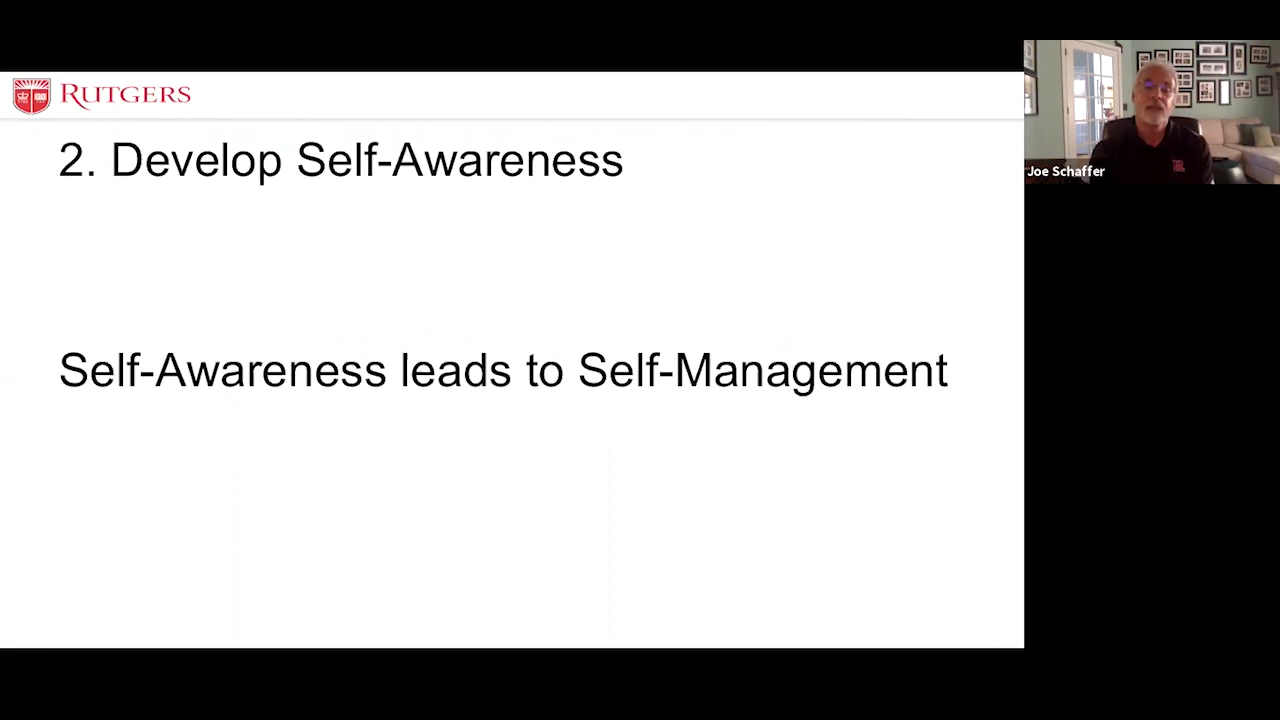 RUTGERS
2. Develop Self-Awareness
Self-Awareness leads to Self-Management
Joe Schaffer